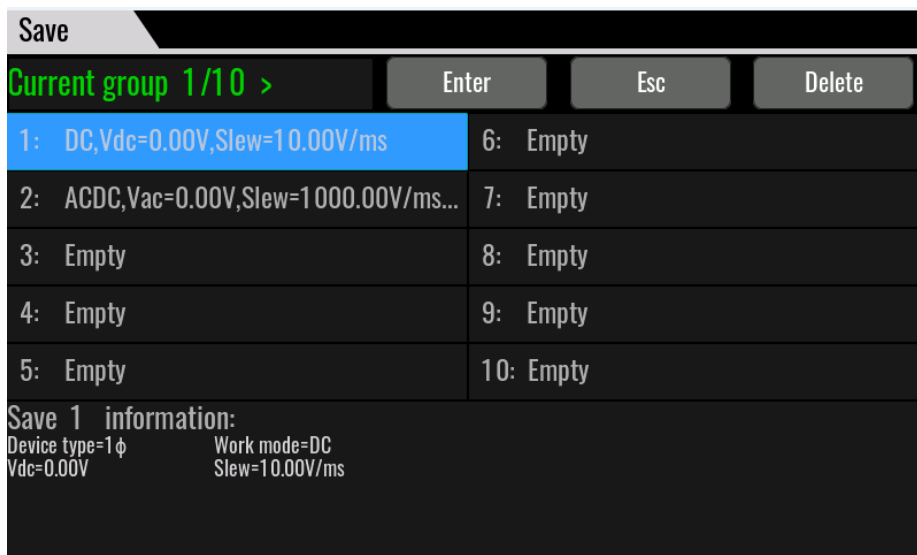 Save
Current group 1/10 > Enter Esc Delete
1: DC,Vdc=0.00V,Slew=10.00V/ms 6: Empty
2: ACDC,Vac=0.00V,Slew=1000.00V/ms... 7: Empty
3: Empty 8: Empty
4: Empty 9: Empty
5: Empty 10: Empty
Save 1 information:
Device type=1ϕ Work mode=DC
Vdc=0.00V Slew=10.00V/ms